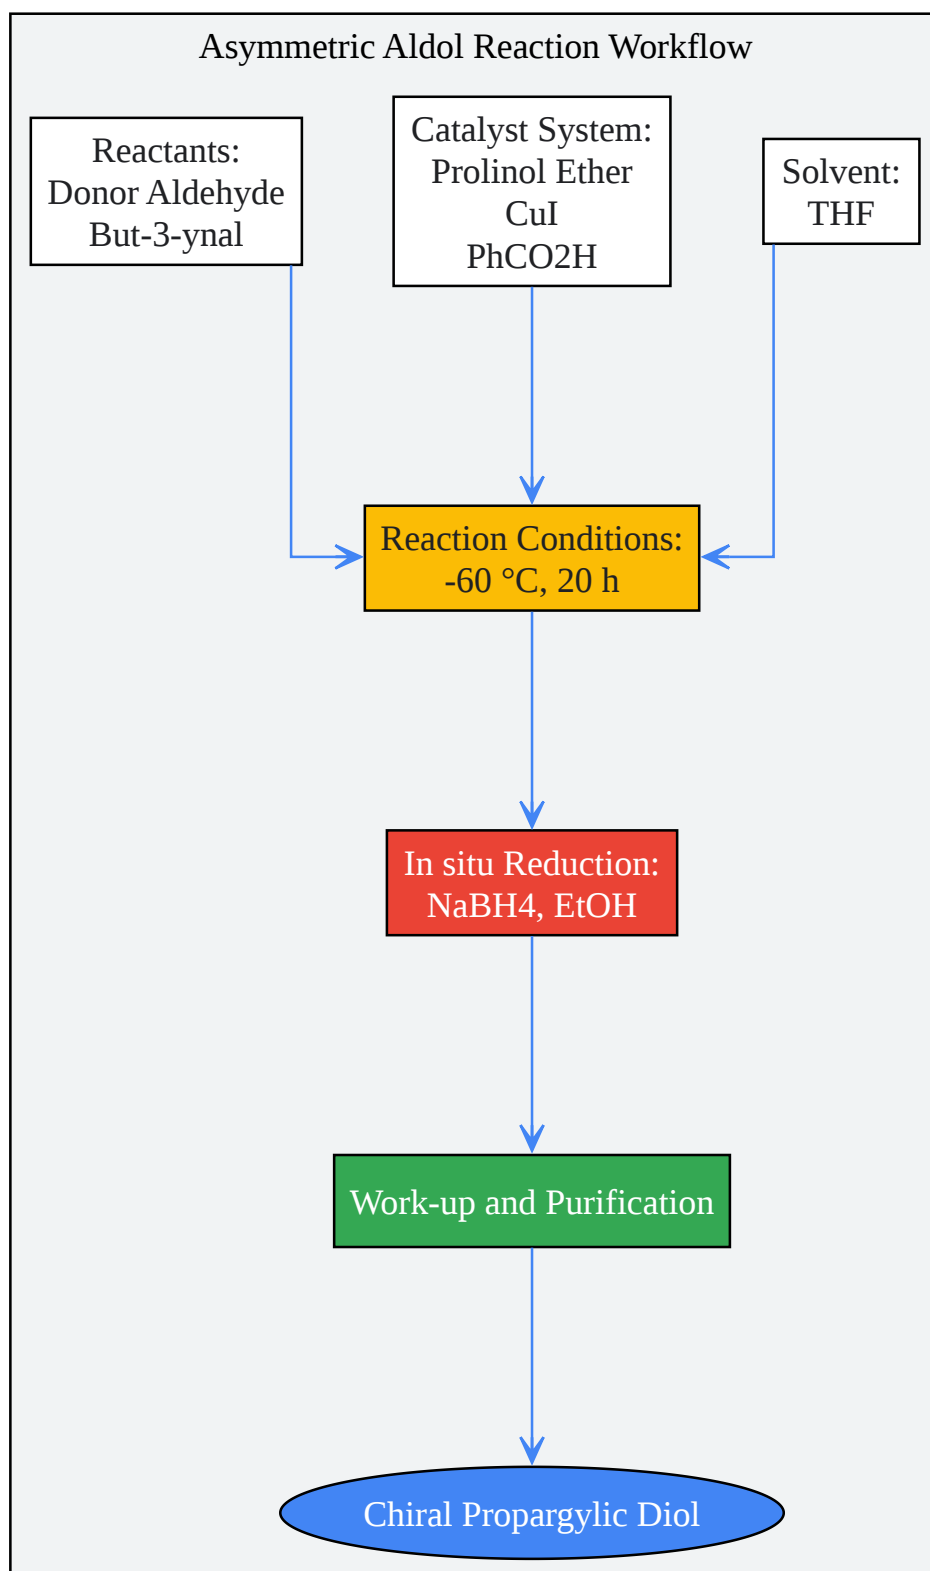 Asymmetric Aldol Reaction Workflow
Reactants:
Donor Aldehyde
But-3-ynal
Catalyst System:
Prolinol Ether
CuI
PhCO2H
Solvent:
THF
Reaction Conditions:
-60 °C, 20 h
In situ Reduction:
NaBH4, EtOH
Work-up and Purification
Chiral Propargylic Diol